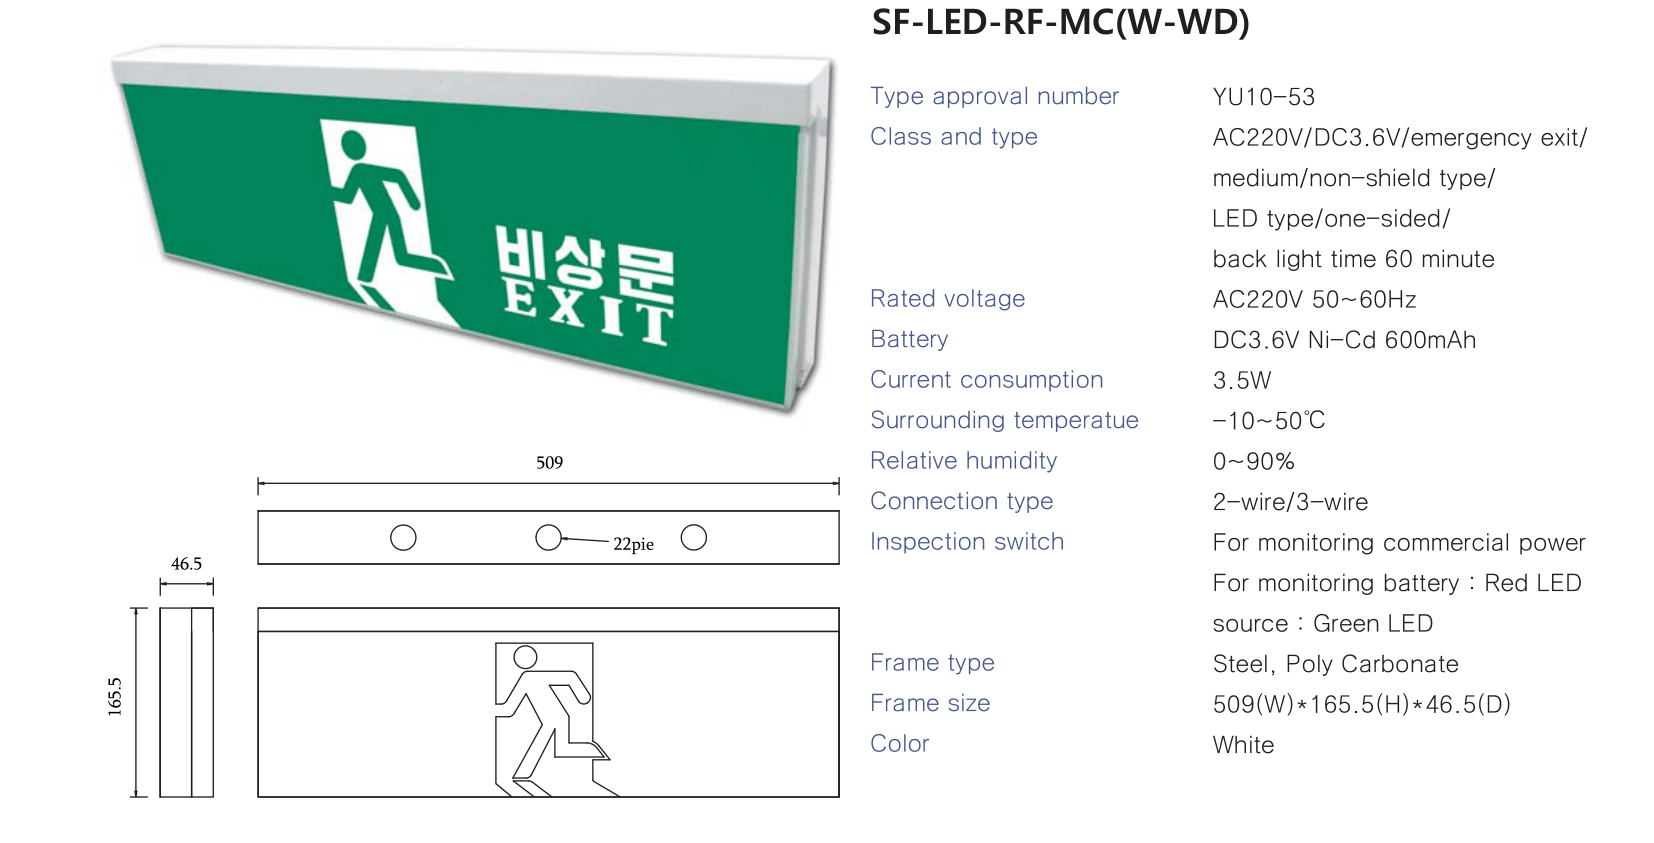 SF-LED-RF-MC(W-WD)
비상문
EXIT
Type approval number YU10-53
Class and type AC220V/DC3.6V/emergency exit/
medium/non-shield type/
LED type/one-sided/
back light time 60 minute
Rated voltage AC220V 50~60Hz
Battery DC3.6V Ni-Cd 600mAh
Current consumption 3.5W
Surrounding temperatue -10~50℃
Relative humidity 0~90%
Connection type 2-wire/3-wire
Inspection switch For monitoring commercial power
For monitoring battery : Red LED
source : Green LED
Frame type Steel, Poly Carbonate
Frame size 509(W)*165.5(H)*46.5(D)
Color White
509
22pie
46.5
165.5